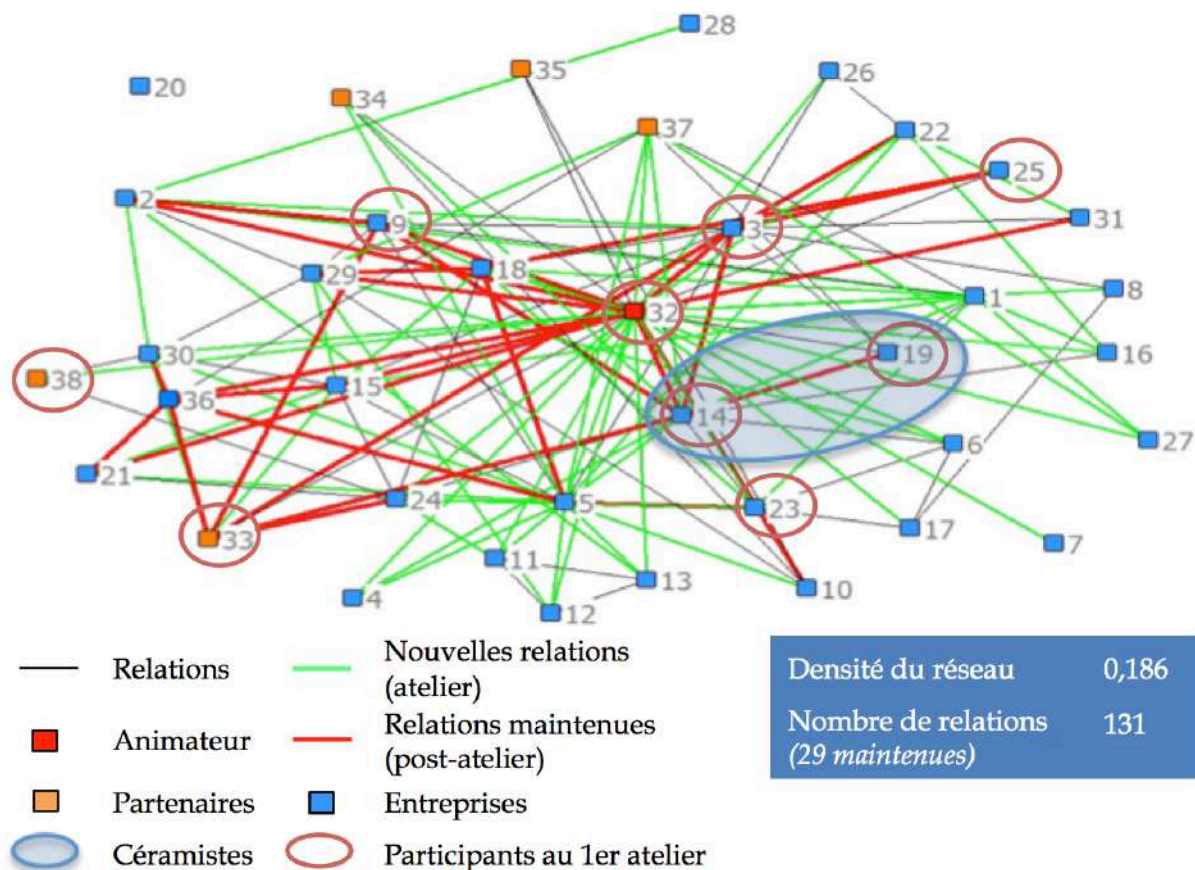 28
35
26
20
34
37
22
25
2
9
3
31
29
18
32
1
8
30
19
16
38
36
15
14
6
27
21
24
5
23
17
33
11
7
13
10
4
12
Relations
Nouvelles relations
(atelier)
Animateur
Relations maintenues
(post-atelier)
Partenaires
Entreprises
Céramistes
Participants au 1er atelier
Densité du réseau 0,186
Nombre de relations 131
(29 maintenues)